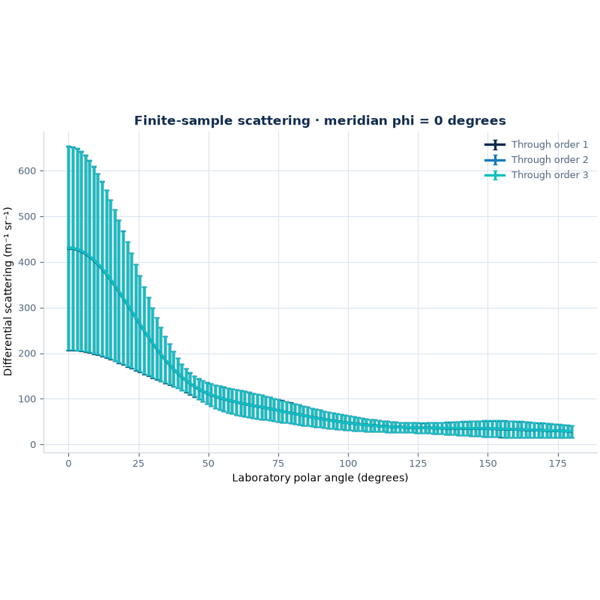 Finite-sample scattering · meridian phi = 0 degrees
Through order 1
Through order 2
Through order 3
Differential scattering (m⁻¹ sr⁻¹)
600
500
400
300
200
100
0
0 25 50 75 100 125 150 175
Laboratory polar angle (degrees)